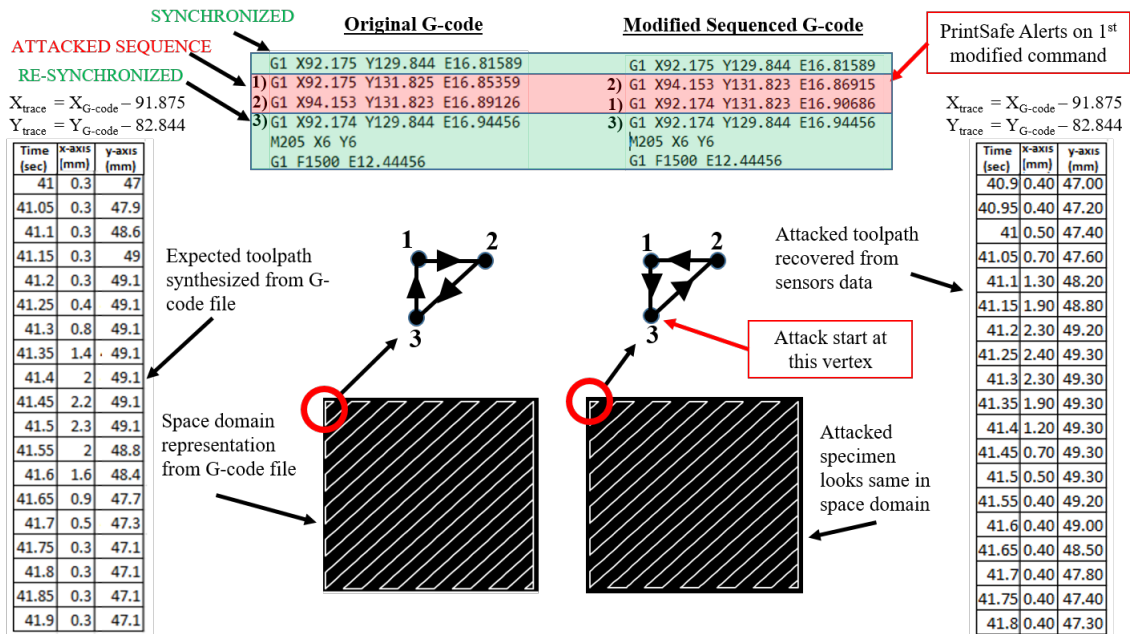 SYNCHRONIZED
Original G-code
Modified Sequenced G-code
ATTACKED SEQUENCE
RE-SYNCHRONIZED
PrintSafe Alerts on 1st
modified command
G1 X92.175 Y129.844 E16.81589
1) G1 X92.175 Y131.825 E16.85359
2) G1 X94.153 Y131.823 E16.89126
3) G1 X92.174 Y129.844 E16.94456
M205 X6 Y6
G1 F1500 E12.44456
G1 X92.175 Y129.844 E16.81589
2) G1 X94.153 Y131.823 E16.86915
1) G1 X92.174 Y131.823 E16.90686
3) G1 X92.174 Y129.844 E16.94456
M205 X6 Y6
G1 F1500 E12.44456
Xtrace = XG-code – 91.875
Ytrace = YG-code – 82.844
Time x-axis y-axis
(sec) (mm) (mm)
41 0.3 47
41.05 0.3 47.9
41.1 0.3 48.6
41.15 0.3 49
41.2 0.3 49.1
41.25 0.4 49.1
41.3 0.8 49.1
41.35 1.4 49.1
41.4 2 49.1
41.45 2.2 49.1
41.5 2.3 49.1
41.55 2 48.8
41.6 1.6 48.4
41.65 0.9 47.7
41.7 0.5 47.3
41.75 0.3 47.1
41.8 0.3 47.1
41.85 0.3 47.1
41.9 0.3 47.1
Expected toolpath
synthesized from G-
code file
Space domain
representation
from G-code file
1 2
3
1 2
3
Attack start at
this vertex
Attacked toolpath
recovered from
sensors data
Attacked
specimen
looks same in
space domain
Xtrace = XG-code – 91.875
Ytrace = YG-code – 82.844
Time x-axis y-axis
(sec) (mm) (mm)
40.9 0.40 47.00
40.95 0.40 47.20
41 0.50 47.40
41.05 0.70 47.60
41.1 1.30 48.20
41.15 1.90 48.80
41.2 2.30 49.20
41.25 2.40 49.30
41.3 2.30 49.30
41.35 1.90 49.30
41.4 1.20 49.30
41.45 0.70 49.30
41.5 0.50 49.30
41.55 0.40 49.20
41.6 0.40 49.00
41.65 0.40 48.50
41.7 0.40 47.80
41.75 0.40 47.40
41.8 0.40 47.30